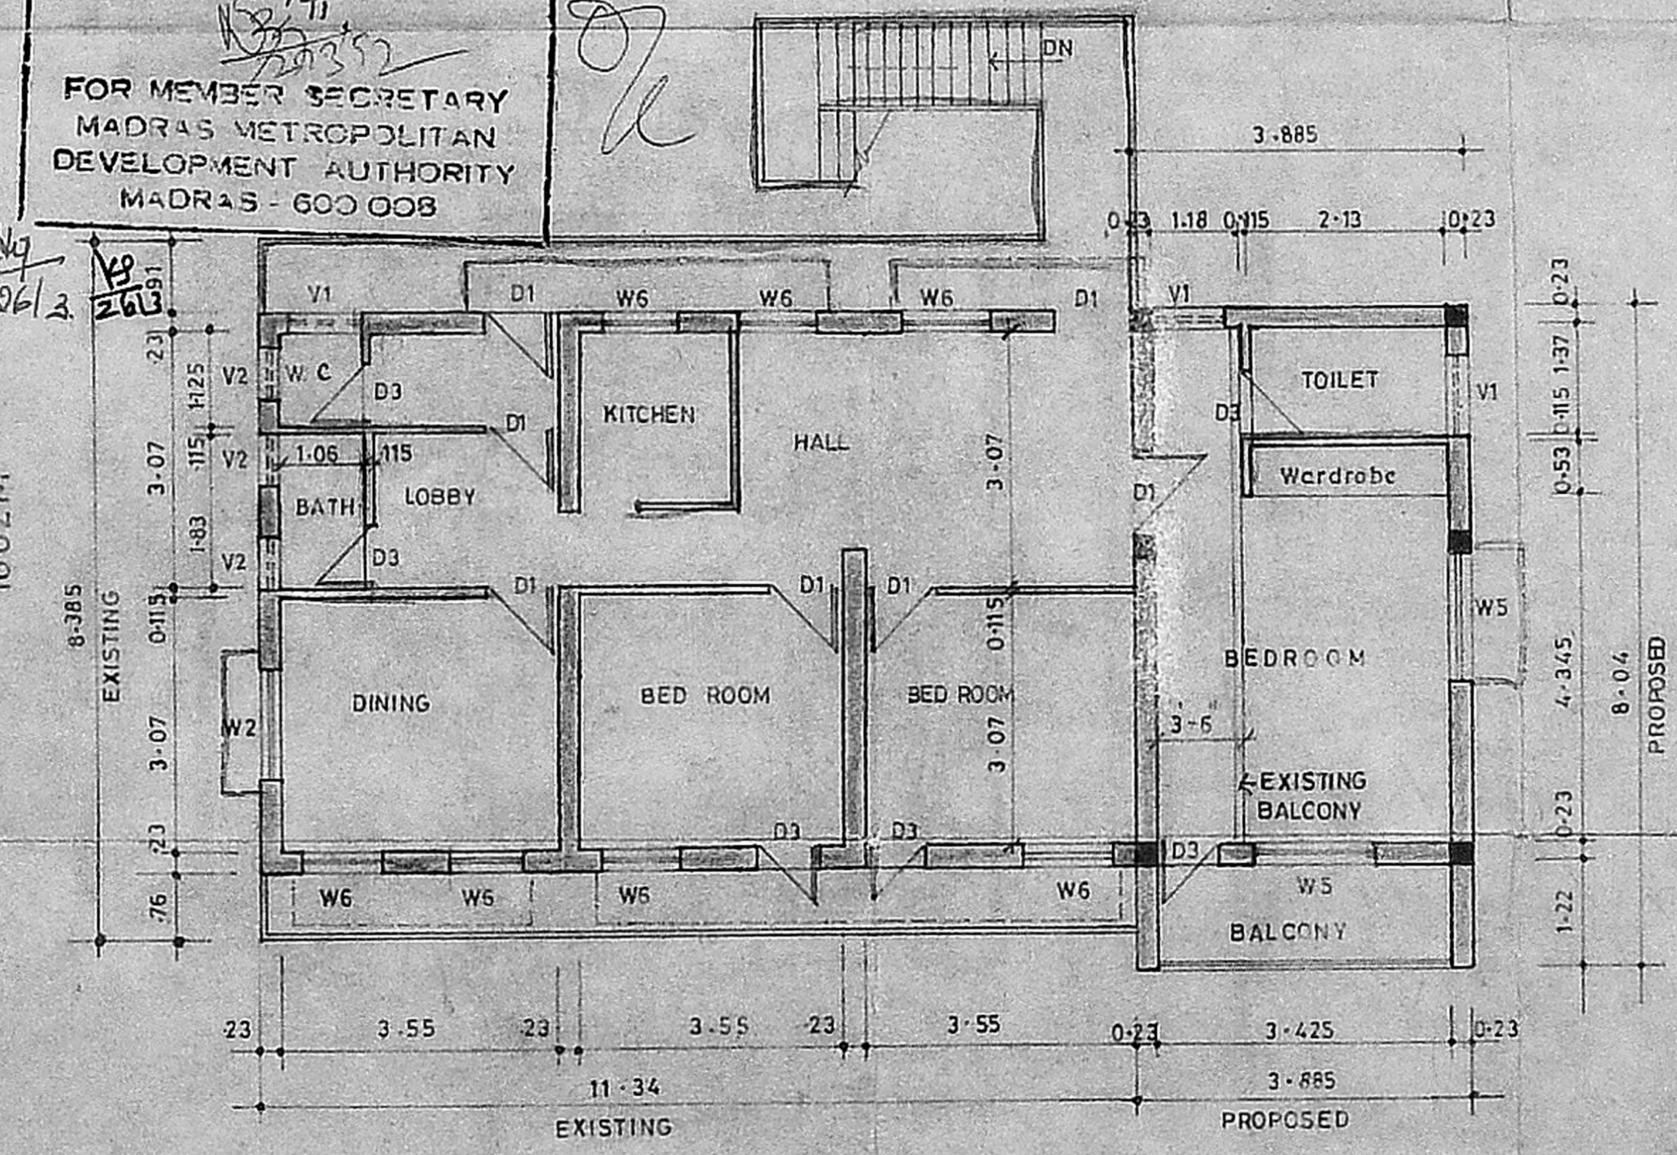 FOR MEMBER SECRETARY
MADRAS METROPOLITAN
DEVELOPMENT AUTHORITY
MADRAS - 600 008
DN
3·885
0·23 1·18 0·115 2·13 0·23
V1 D1 W6 W6 W6 D1 V1
·91
0·23
·23
V2 W.C D3
1·125
KITCHEN
HALL
TOILET
D3
V1
1·37
D1
0·115
V2 1·06 ·115
·115
3·07
BATH LOBBY
3·07
D1
Wardrobe
0·53
1·83
V2 D3
D1 D1 D1
0·115
0·115
W5
8·385
EXISTING
BEDROOM
DINING
BED ROOM
BED ROOM
4·345
8·04
PROPOSED
W2
3·07
3·07
3'-6"
EXISTING
BALCONY
·23
D3 D3 D3
0·23
·76
W6 W6 W6 W6 W5
BALCONY
1·22
·23 3·55 ·23 3·55 ·23 3·55 0·23 3·425 0·23
11·34
3·885
EXISTING
PROPOSED